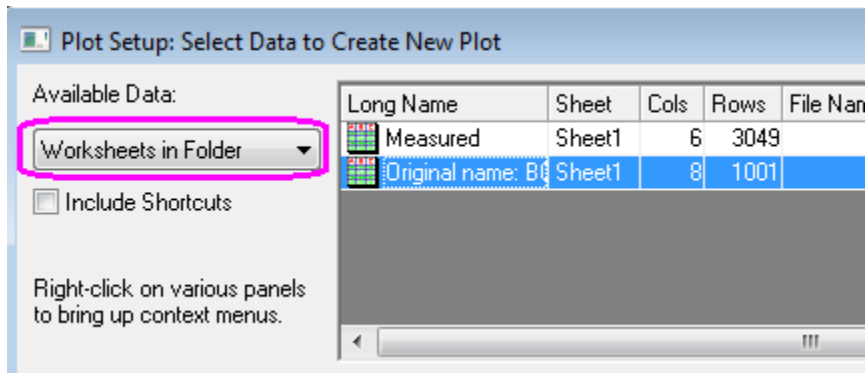 Plot Setup: Select Data to Create New Plot
Available Data:
Worksheets in Folder
Include Shortcuts
Right-click on various panels
to bring up context menus.
Long Name Sheet Cols Rows File Nam
Measured Sheet1 6 3049
Original name: Sheet1 8 1001